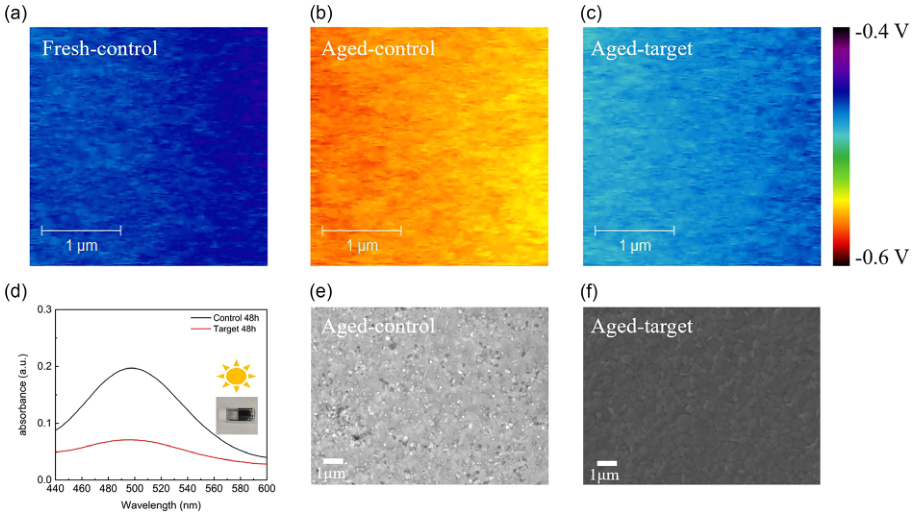 (a)
Fresh-control
1 μm
(b)
Aged-control
1 μm
(c)
Aged-target
1 μm
-0.4 V
-0.6 V
(d)
Control 48h
Target 48h
absorbance (a.u.)
0.3
0.2
0.1
0.0
440 460 480 500 520 540 560 580 600
Wavelength (nm)
(e)
Aged-control
1μm
(f)
Aged-target
1μm